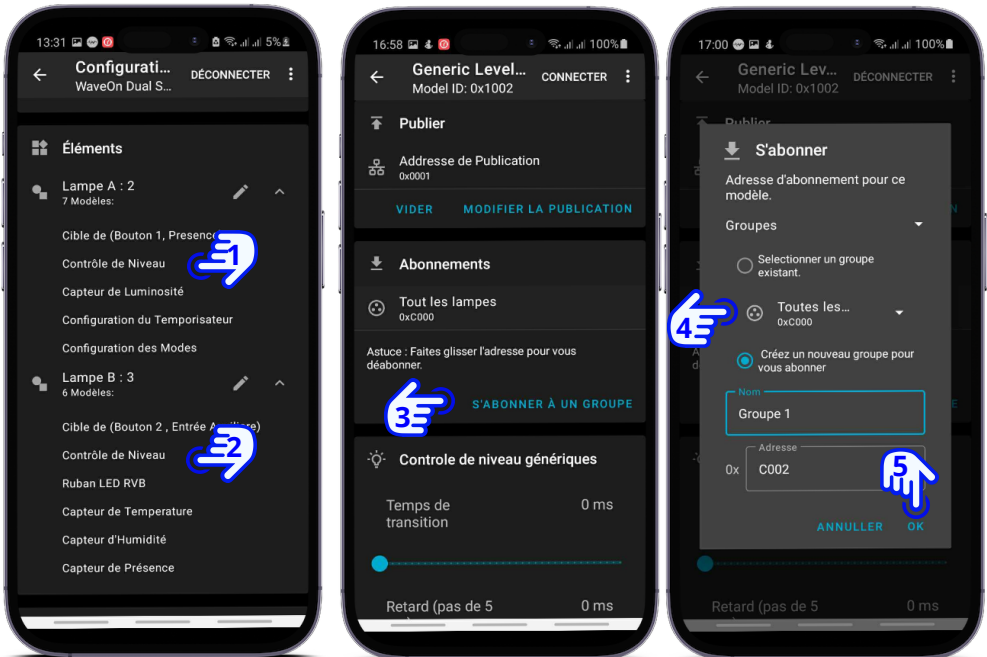 13:31
5%
Configurati...
WaveOn Dual S...
DÉCONNECTER
Éléments
Lampe A : 2
7 Modèles:
Cible de (Bouton 1, Presence
Contrôle de Niveau
1
Capteur de Luminosité
Configuration du Temporisateur
Configuration des Modes
Lampe B : 3
6 Modèles:
Cible de (Bouton 2 , Entrée
Contrôle de Niveau
2
Ruban LED RVB
Capteur de Temperature
Capteur d'Humidité
Capteur de Présence
16:58
100%
Generic Level...
Model ID: 0x1002
CONNECTER
Publier
Addresse de Publication
0x0001
VIDER MODIFIER LA PUBLICATION
Abonnements
Tout les lampes
0xC000
Astuce : Faites glisser l'adresse pour vous
déabonner.
3
S'ABONNER À UN GROUPE
Controle de niveau génériques
Temps de
transition
0 ms
Retard (pas de 5
0 ms
17:00
100%
Generic Lev...
Model ID: 0x1002
DÉCONNECTER
Publier
S'abonner
Adresse d'abonnement pour ce
modèle.
Groupes
Selectionner un groupe
existant.
4
Toutes les...
0xC000
Créez un nouveau groupe pour
vous abonner
Nom
Groupe 1
Adresse
0x C002
5
ANNULLER OK
Retard (pas de 5
0 ms